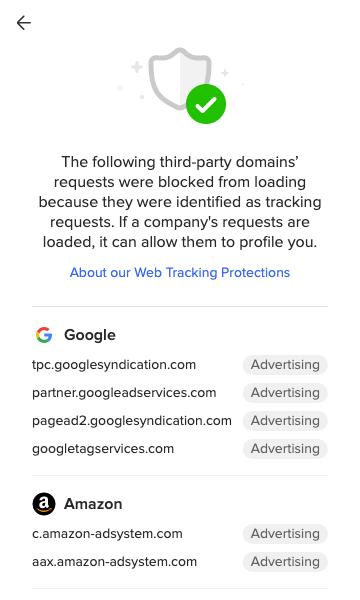 The following third-party domains'
requests were blocked from loading
because they were identified as tracking
requests. If a company's requests are
loaded, it can allow them to profile you.
About our Web Tracking Protections
Google
tpc.googlesyndication.com Advertising
partner.googleadservices.com Advertising
pagead2.googlesyndication.com Advertising
googletagservices.com Advertising
Amazon
c.amazon-adsystem.com Advertising
aax.amazon-adsystem.com Advertising